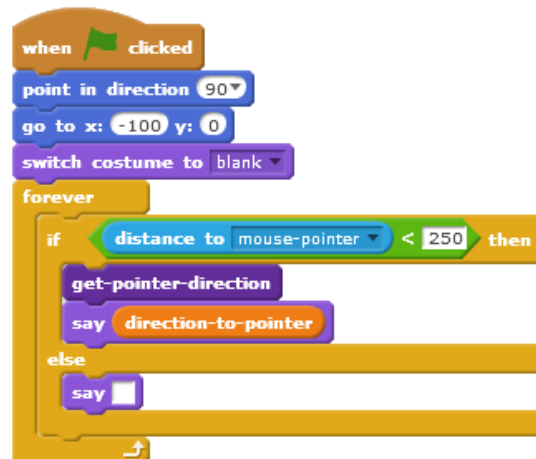 when clicked
point in direction 90
go to x: -100 y: 0
switch costume to blank
forever
if distance to mouse-pointer < 250 then
get-pointer-direction
say direction-to-pointer
else
say